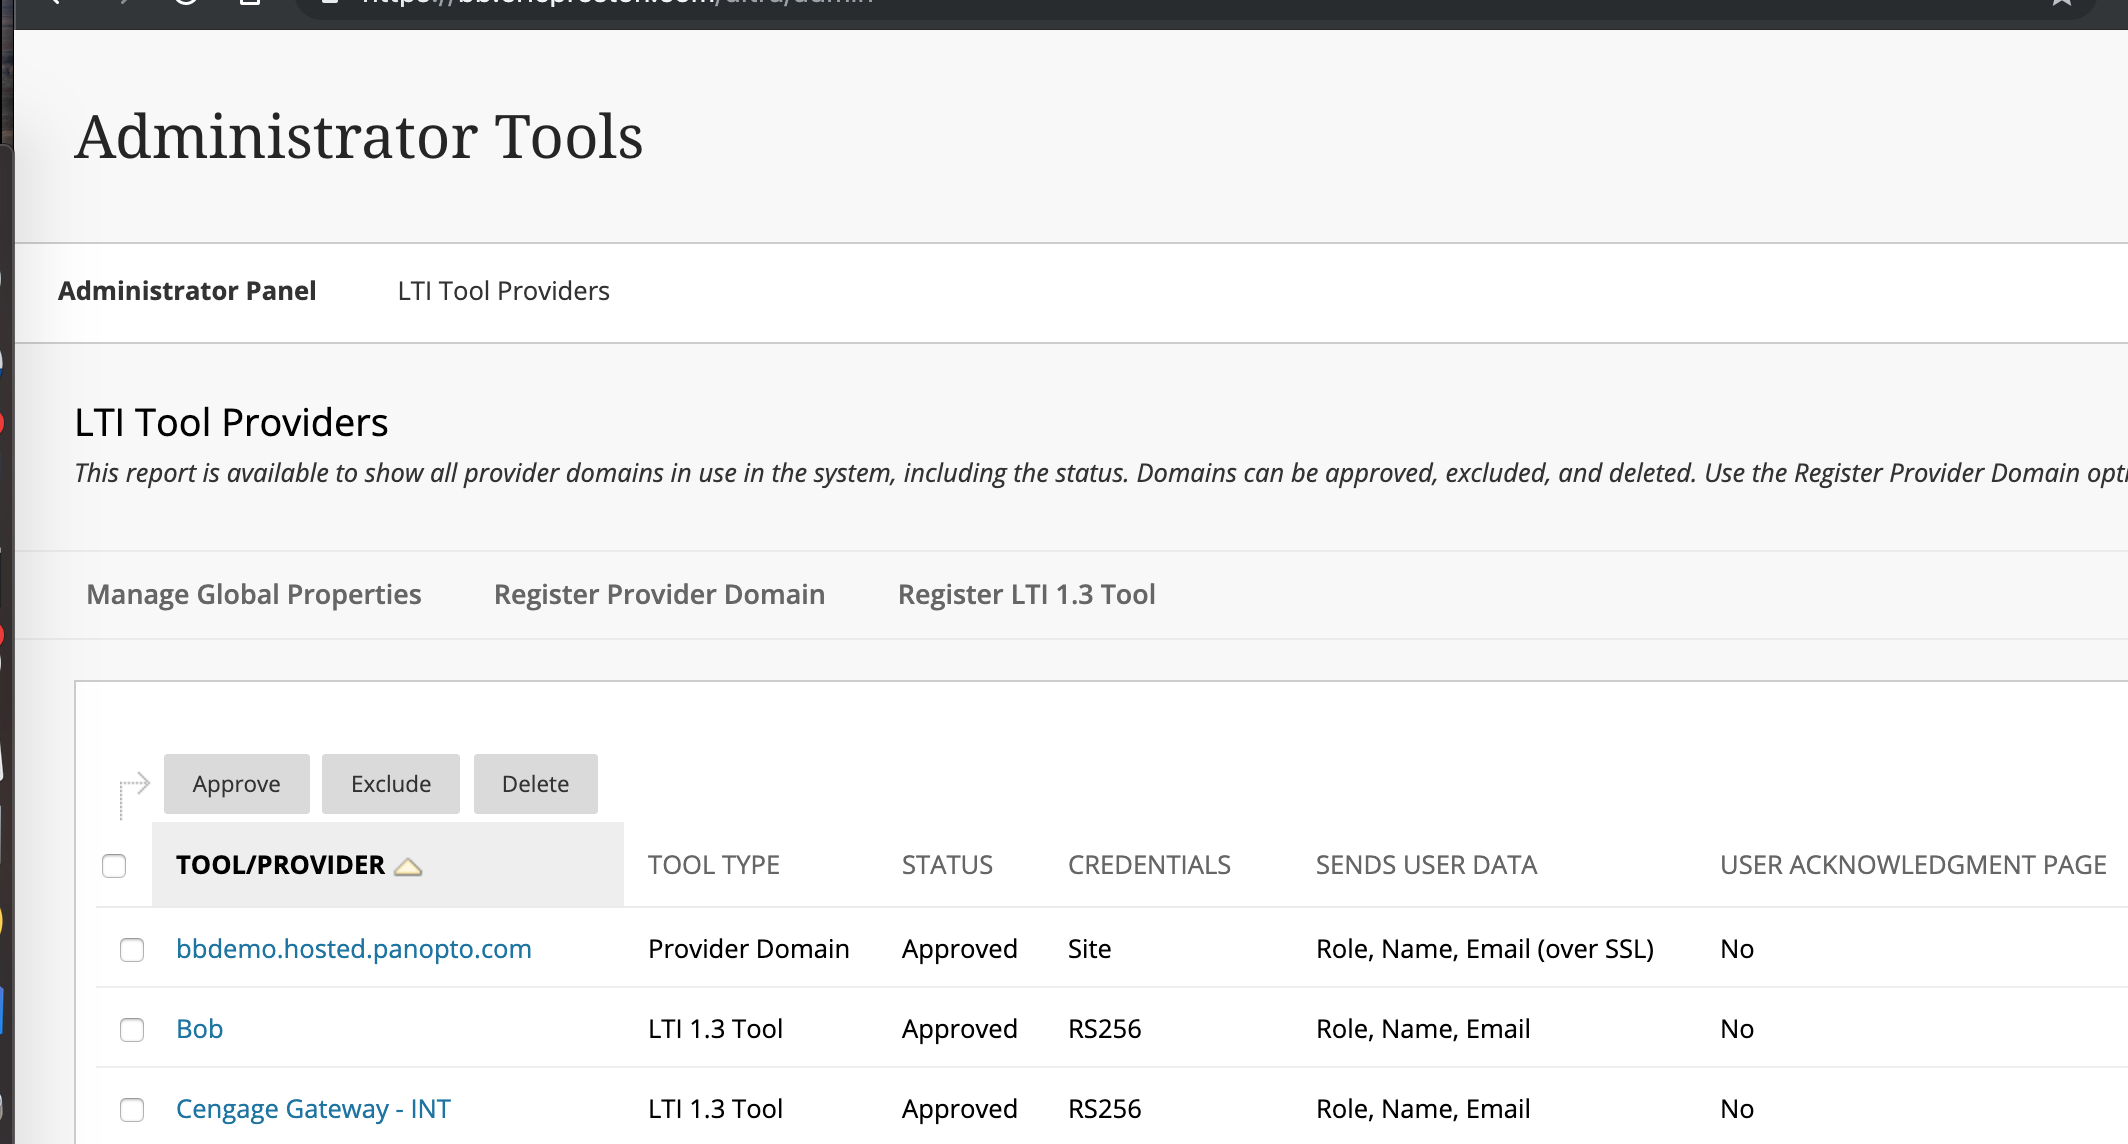 Administrator Tools
Administrator Panel LTI Tool Providers
LTI Tool Providers
This report is available to show all provider domains in use in the system, including the status. Domains can be approved, excluded, and deleted. Use the Register Provider Domain
Manage Global Properties Register Provider Domain Register LTI 1.3 Tool
Approve Exclude Delete
TOOL/PROVIDER TOOL TYPE STATUS CREDENTIALS SENDS USER DATA USER ACKNOWLEDGMENT PAGE
bbdemo.hosted.panopto.com Provider Domain Approved Site Role, Name, Email (over SSL) No
Bob LTI 1.3 Tool Approved RS256 Role, Name, Email No
Cengage Gateway - INT LTI 1.3 Tool Approved RS256 Role, Name, Email No